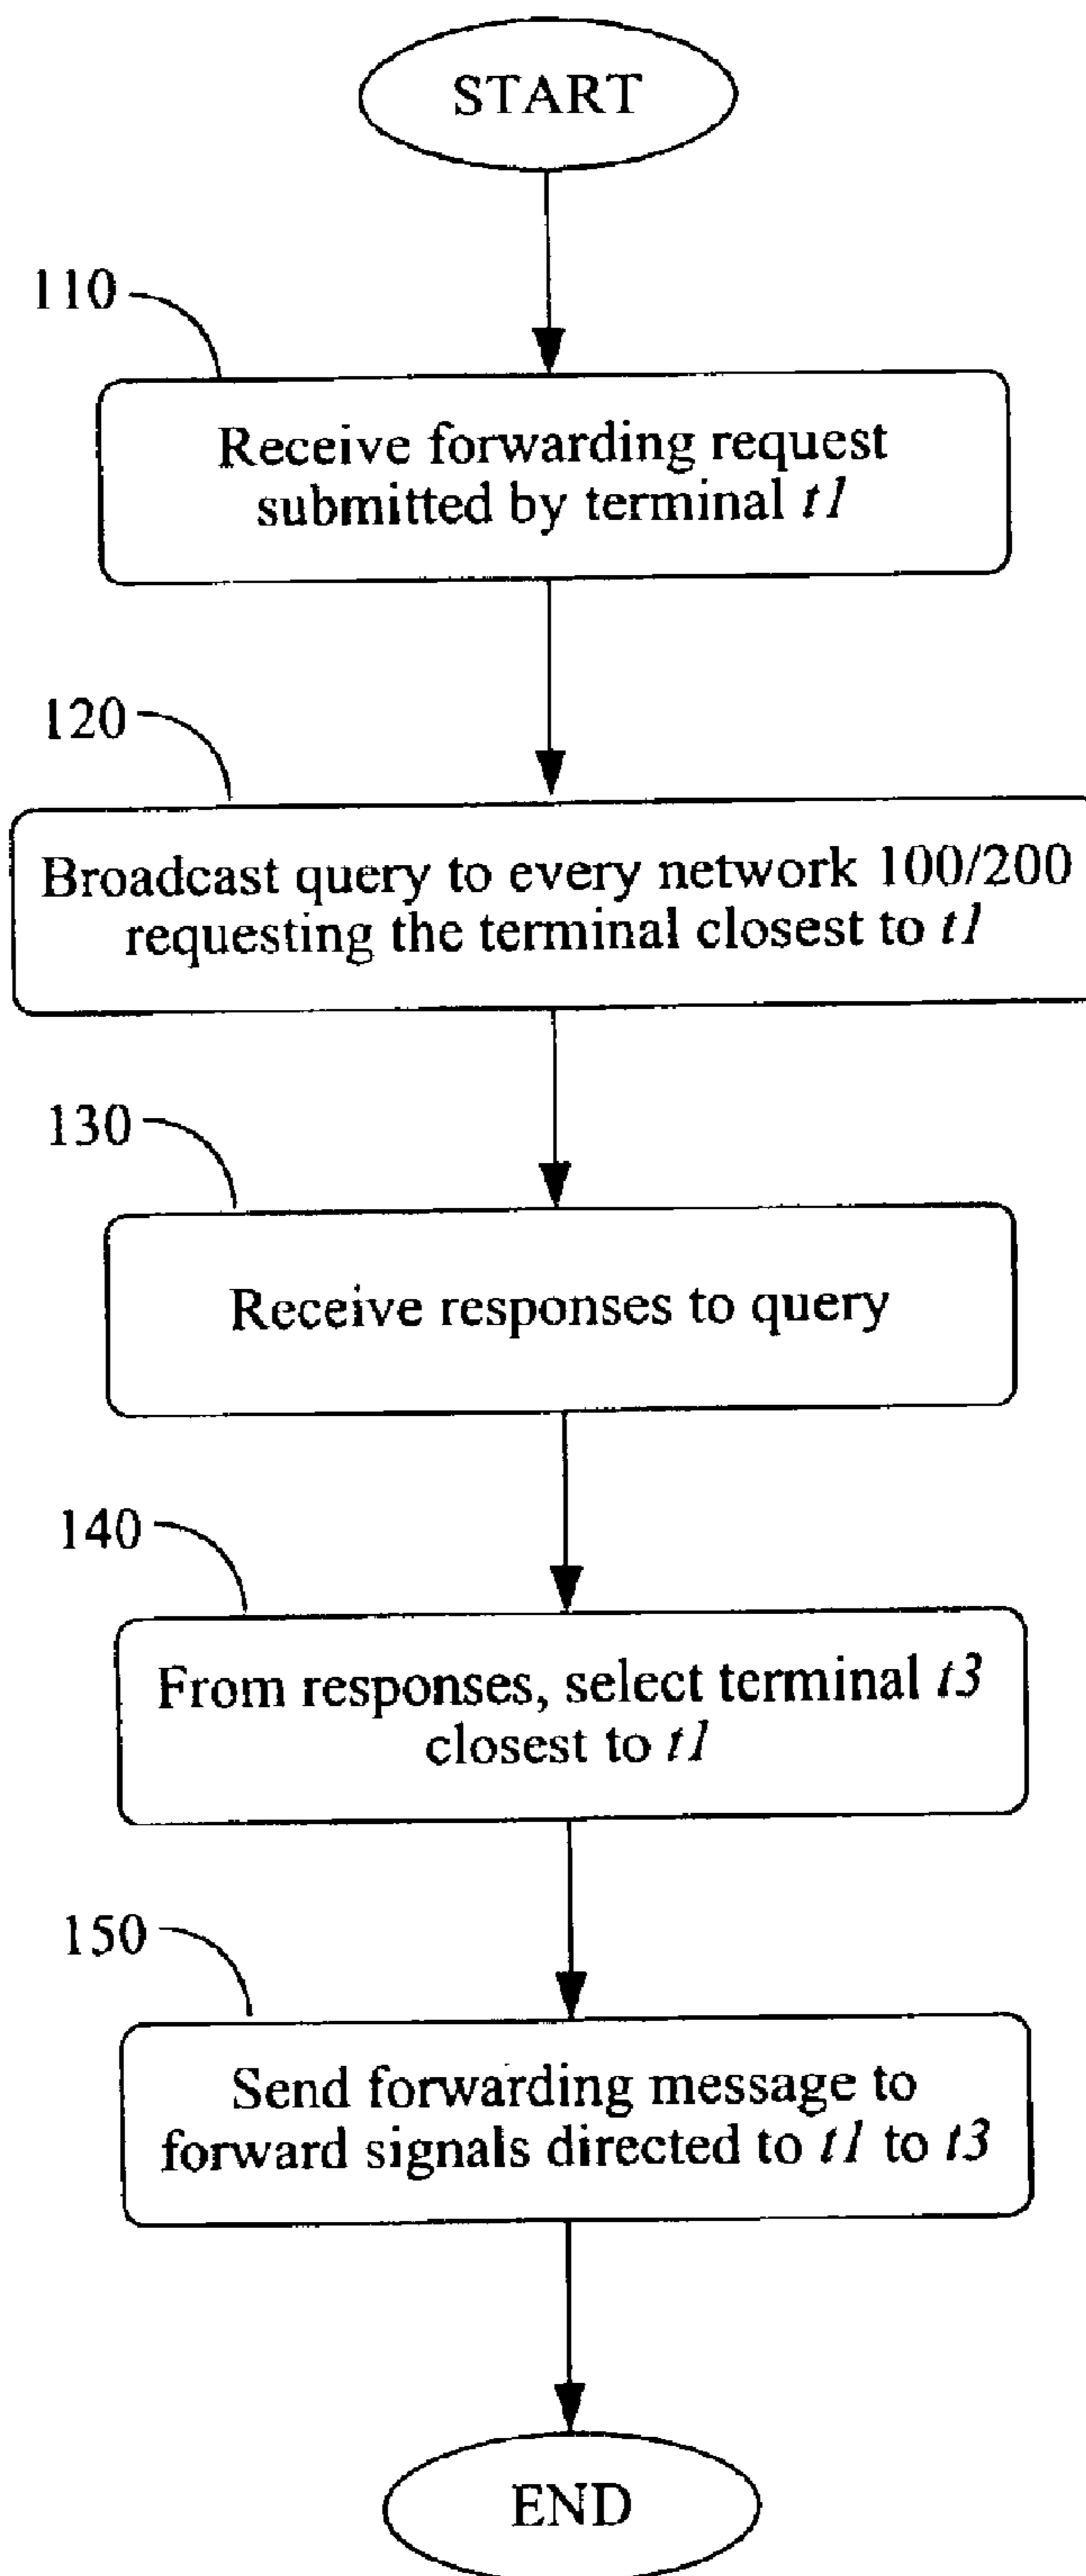 START
110
Receive forwarding request
submitted by terminal t1
120
Broadcast query to every network 100/200
requesting the terminal closest to t1
130
Receive responses to query
140
From responses, select terminal t3
closest to t1
150
Send forwarding message to
forward signals directed to t1 to t3
END